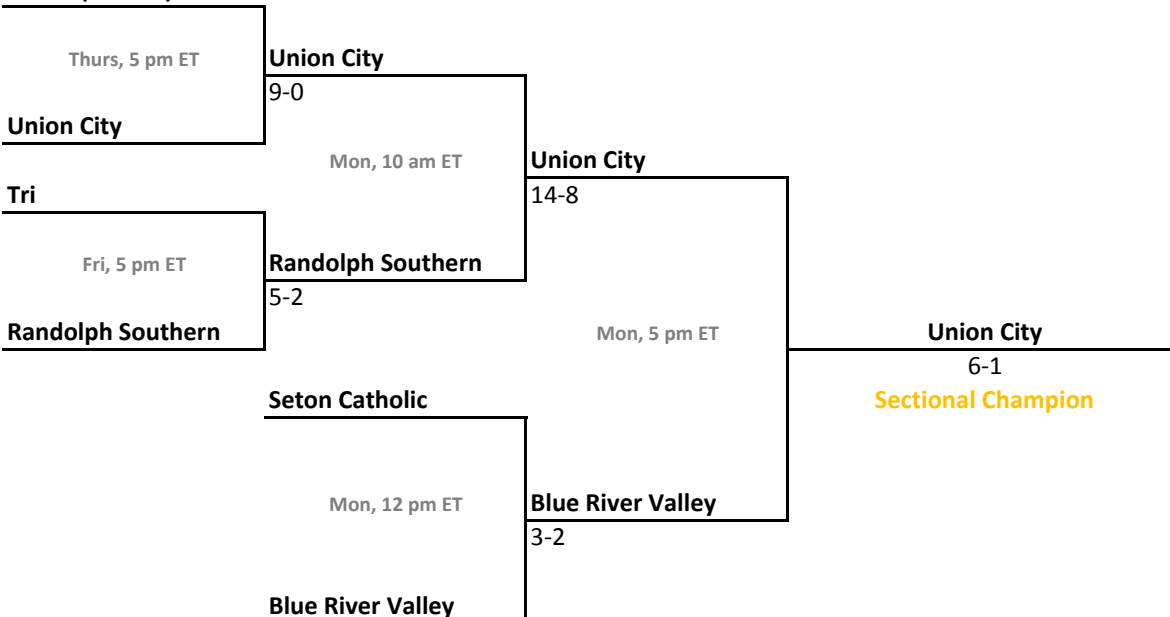 Thurs, 5 pm ET
Union City
9-0
Union City
Mon, 10 am ET
Union City
14-8
Tri
Fri, 5 pm ET
Randolph Southern
5-2
Randolph Southern
Mon, 5 pm ET
Union City
6-1
Sectional Champion
Seton Catholic
Mon, 12 pm ET
Blue River Valley
3-2
Blue River Valley